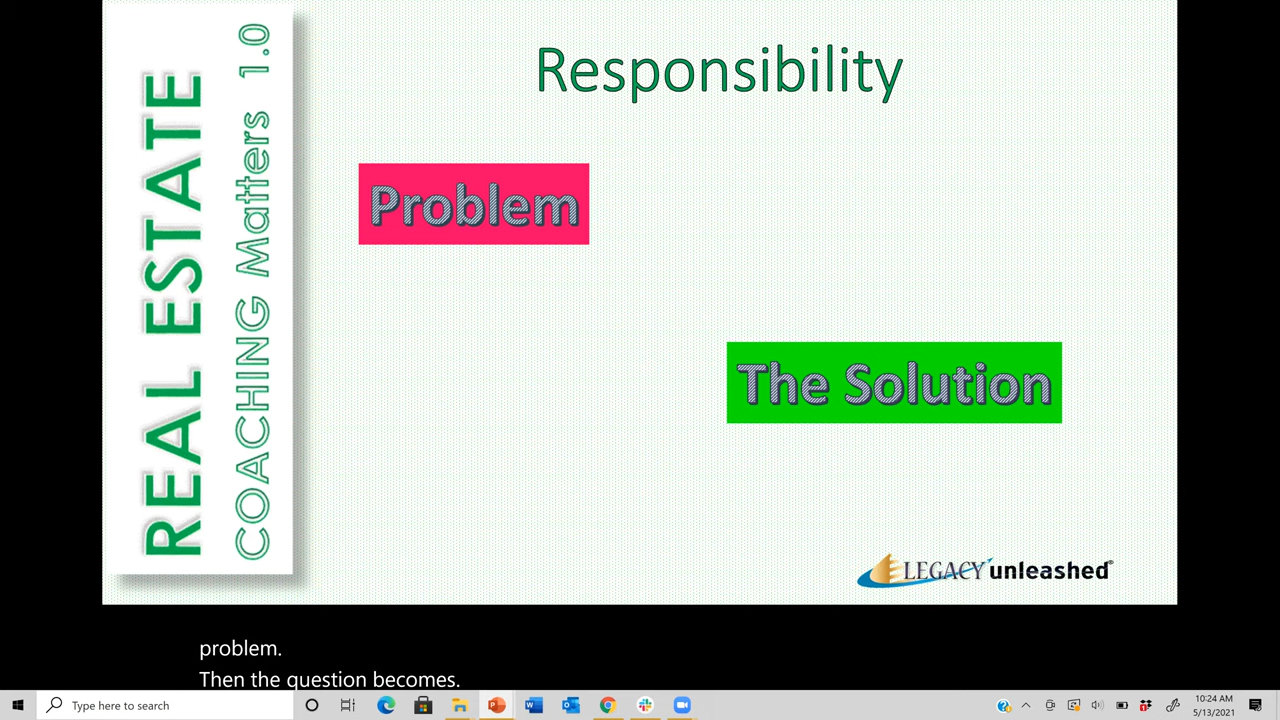 REAL ESTATE
COACHING Matters 1.0
Responsibility
Problem
The Solution
LEGACY unleashed®
problem.
Then the question becomes.
Type here to search
10:24 AM
5/13/2021